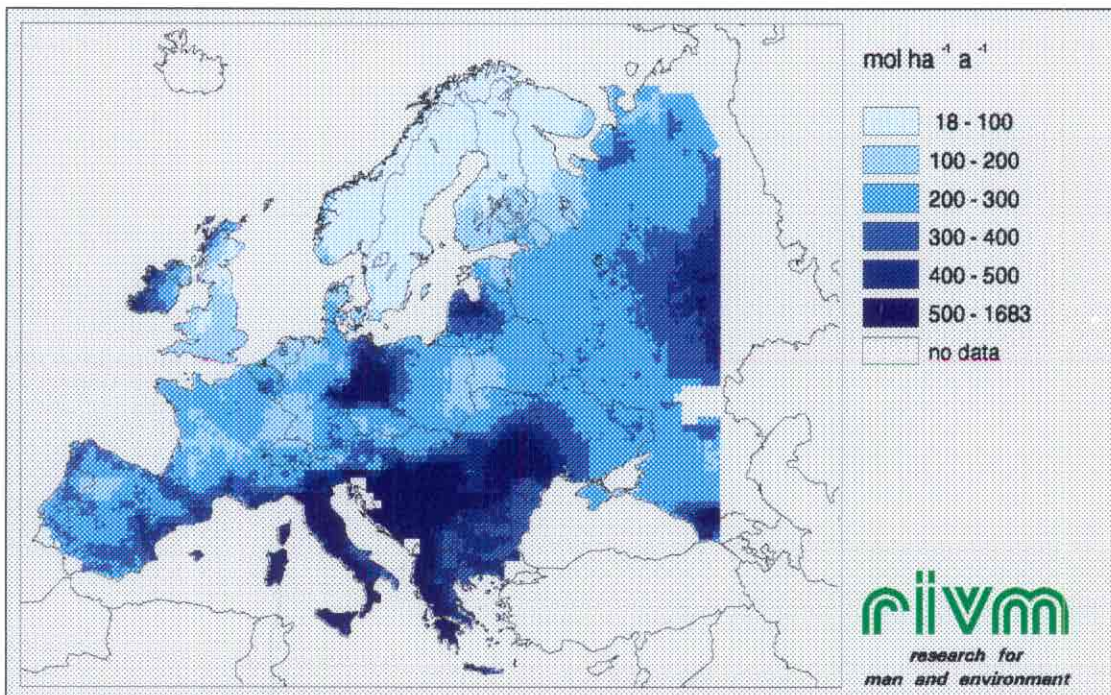 mol ha⁻¹ a⁻¹
18 - 100
100 - 200
200 - 300
300 - 400
400 - 500
500 - 1683
no data
rivm
research for
man and environment